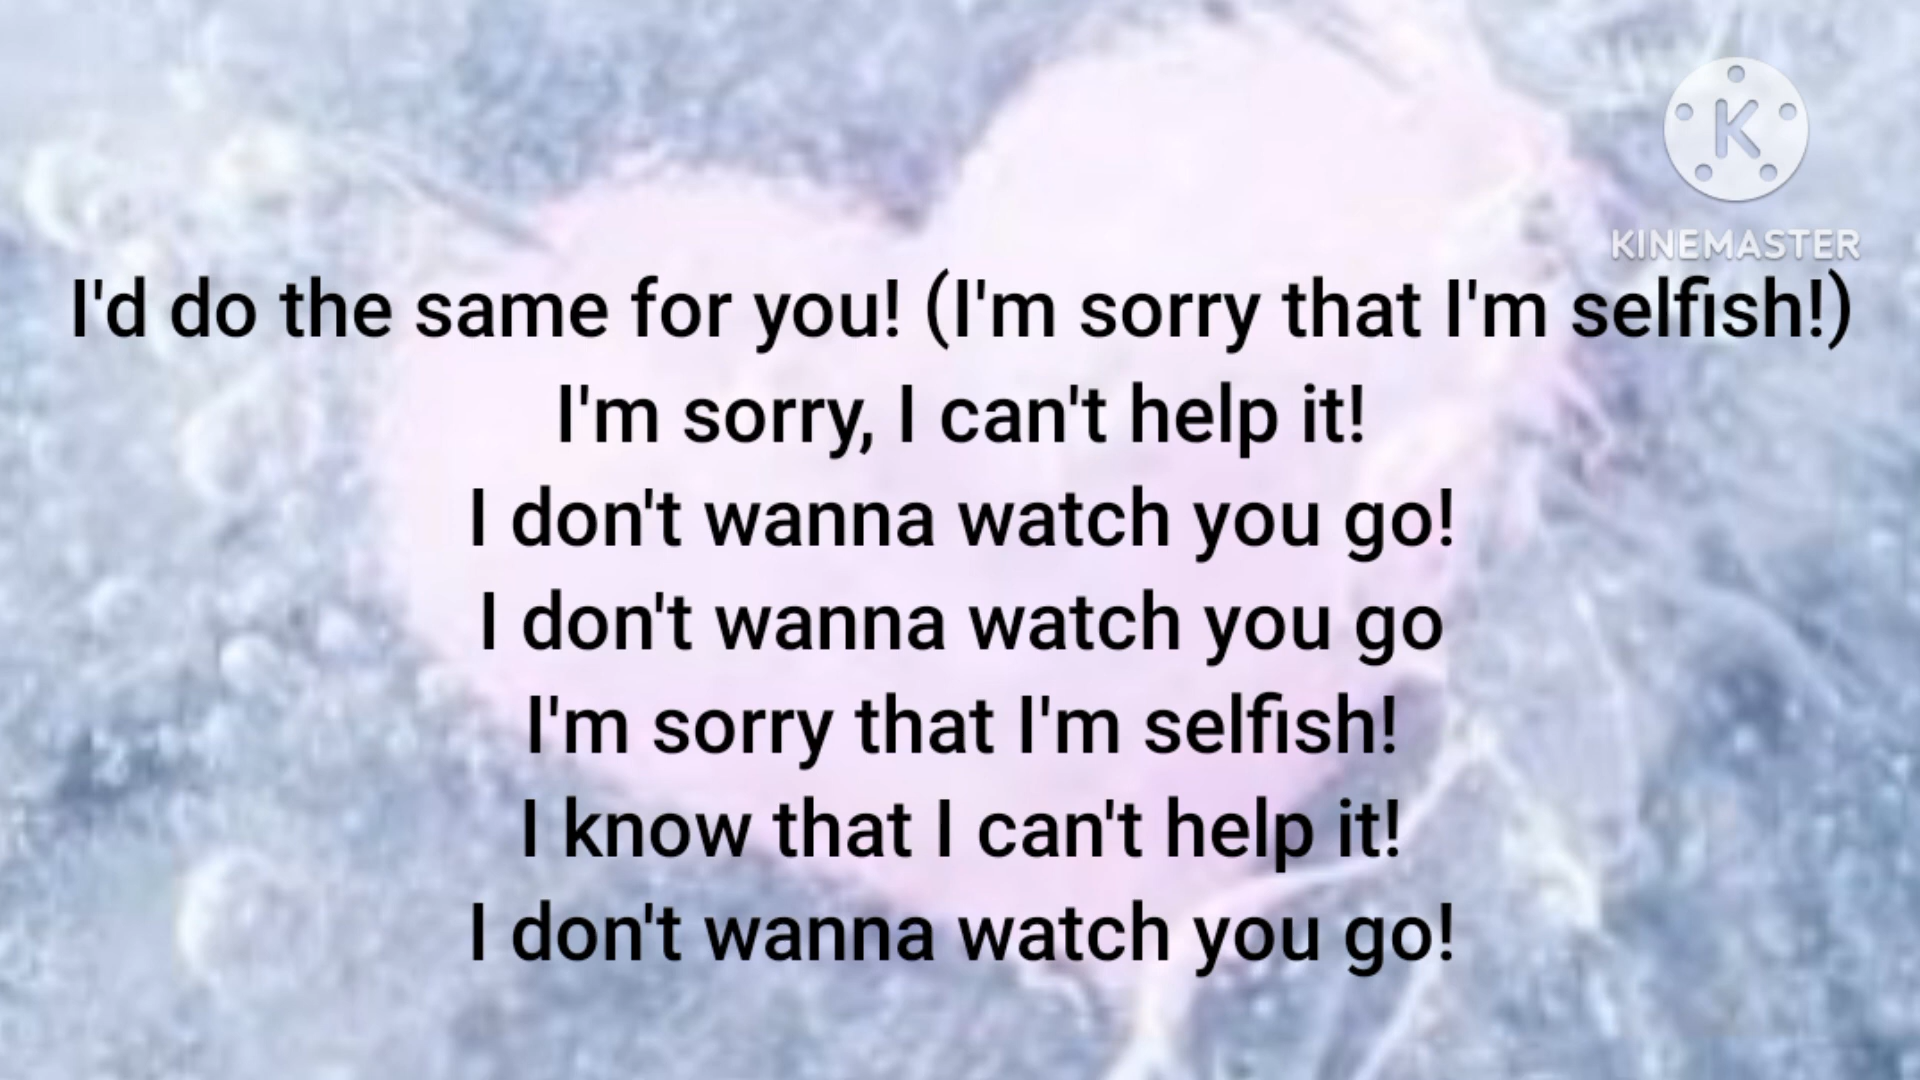 K
KINEMASTER
I'd do the same for you! (I'm sorry that I'm selfish!)
I'm sorry, I can't help it!
I don't wanna watch you go!
I don't wanna watch you go
I'm sorry that I'm selfish!
I know that I can't help it!
I don't wanna watch you go!